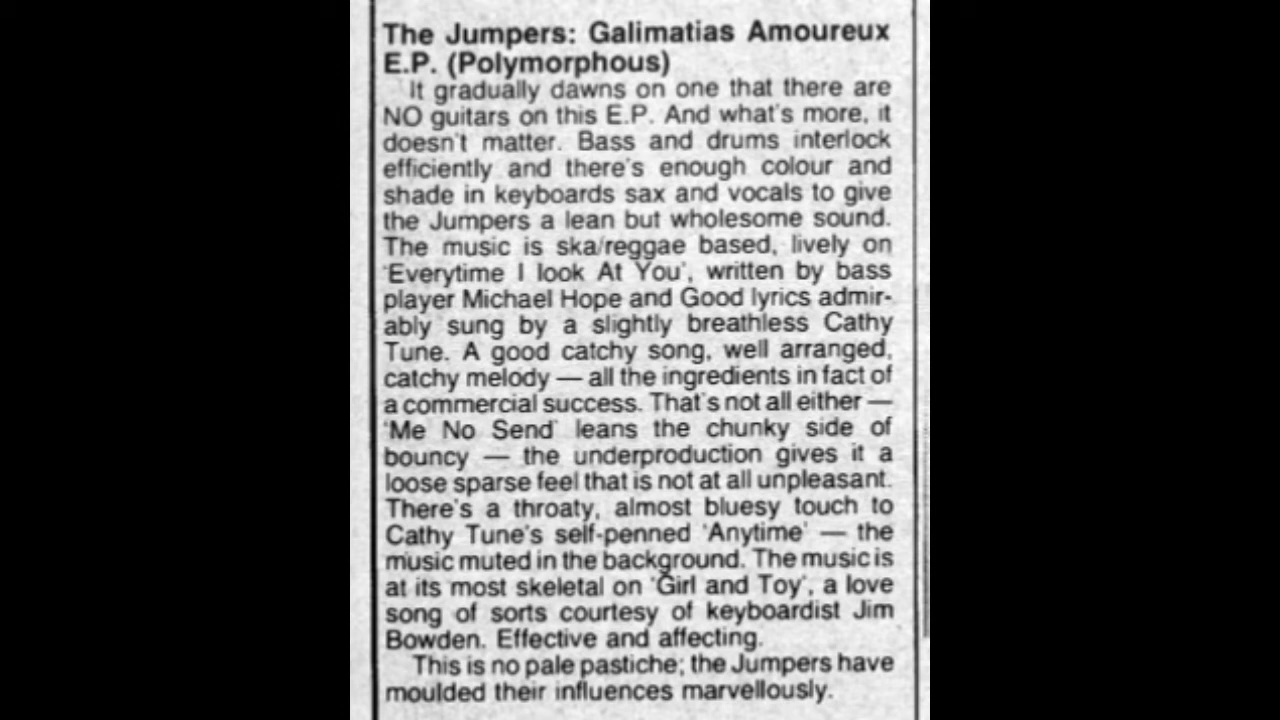 The Jumpers: Galimatias Amoureux
E.P. (Polymorphous)
It gradually dawns on one that there are
NO guitars on this E.P. And what's more, it
doesn't matter. Bass and drums interlock
efficiently and there's enough colour and
shade in keyboards sax and vocals to give
the Jumpers a lean but wholesome sound.
The music is ska/reggae based, lively on
'Everytime I look At You', written by bass
player Michael Hope and Good lyrics admir-
ably sung by a slightly breathless Cathy
Tune. A good catchy song, well arranged,
catchy melody — all the ingredients in fact of
a commercial success. That's not all either —
'Me No Send' leans the chunky side of
bouncy — the underproduction gives it a
loose sparse feel that is not at all unpleasant.
There's a throaty, almost bluesy touch to
Cathy Tune's self-penned 'Anytime' — the
music muted in the background. The music is
at its most skeletal on 'Girl and Toy', a love
song of sorts courtesy of keyboardist Jim
Bowden. Effective and affecting.
This is no pale pastiche; the Jumpers have
moulded their influences marvellously.